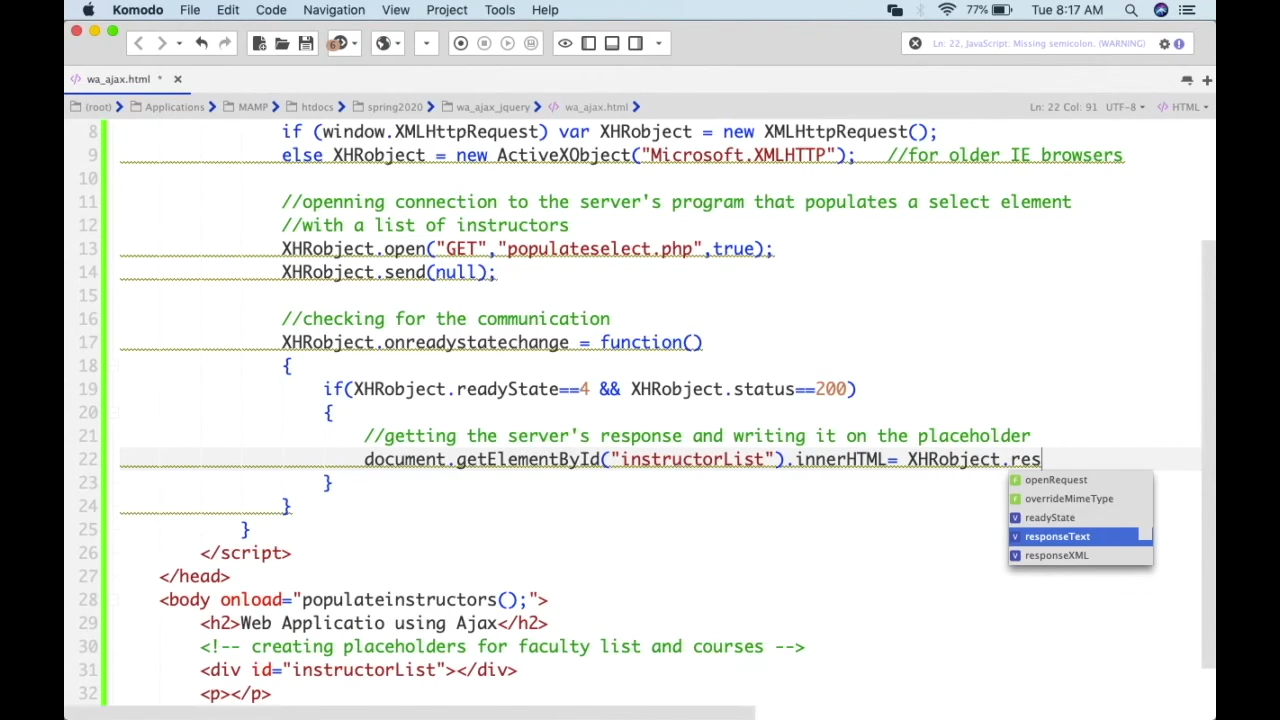 Komodo File Edit Code Navigation View Project Tools Help 77% Tue 8:17 AM
6
Ln: 22, JavaScript: Missing semicolon. (WARNING)
wa_ajax.html *
(root) Applications MAMP htdocs spring2020 wa_ajax_jquery wa_ajax.html Ln: 22 Col: 91 UTF-8 HTML
8 if (window.XMLHttpRequest) var XHRobject = new XMLHttpRequest();
9 else XHRobject = new ActiveXObject("Microsoft.XMLHTTP"); //for older IE browsers
10
11 //openning connection to the server's program that populates a select element
12 //with a list of instructors
13 XHRobject.open("GET","populateselect.php",true);
14 XHRobject.send(null);
15
16 //checking for the communication
17 XHRobject.onreadystatechange = function()
18 {
19 if(XHRobject.readyState==4 && XHRobject.status==200)
20 {
21 //getting the server's response and writing it on the placeholder
22 document.getElementById("instructorList").innerHTML= XHRobject.res
openRequest
overrideMimeType
readyState
responseText
responseXML
23 }
24 }
25 }
26 </script>
27 </head>
28 <body onload="populateinstructors();">
29 <h2>Web Applicatio using Ajax</h2>
30 <!-- creating placeholders for faculty list and courses -->
31 <div id="instructorList"></div>
32 <p></p>